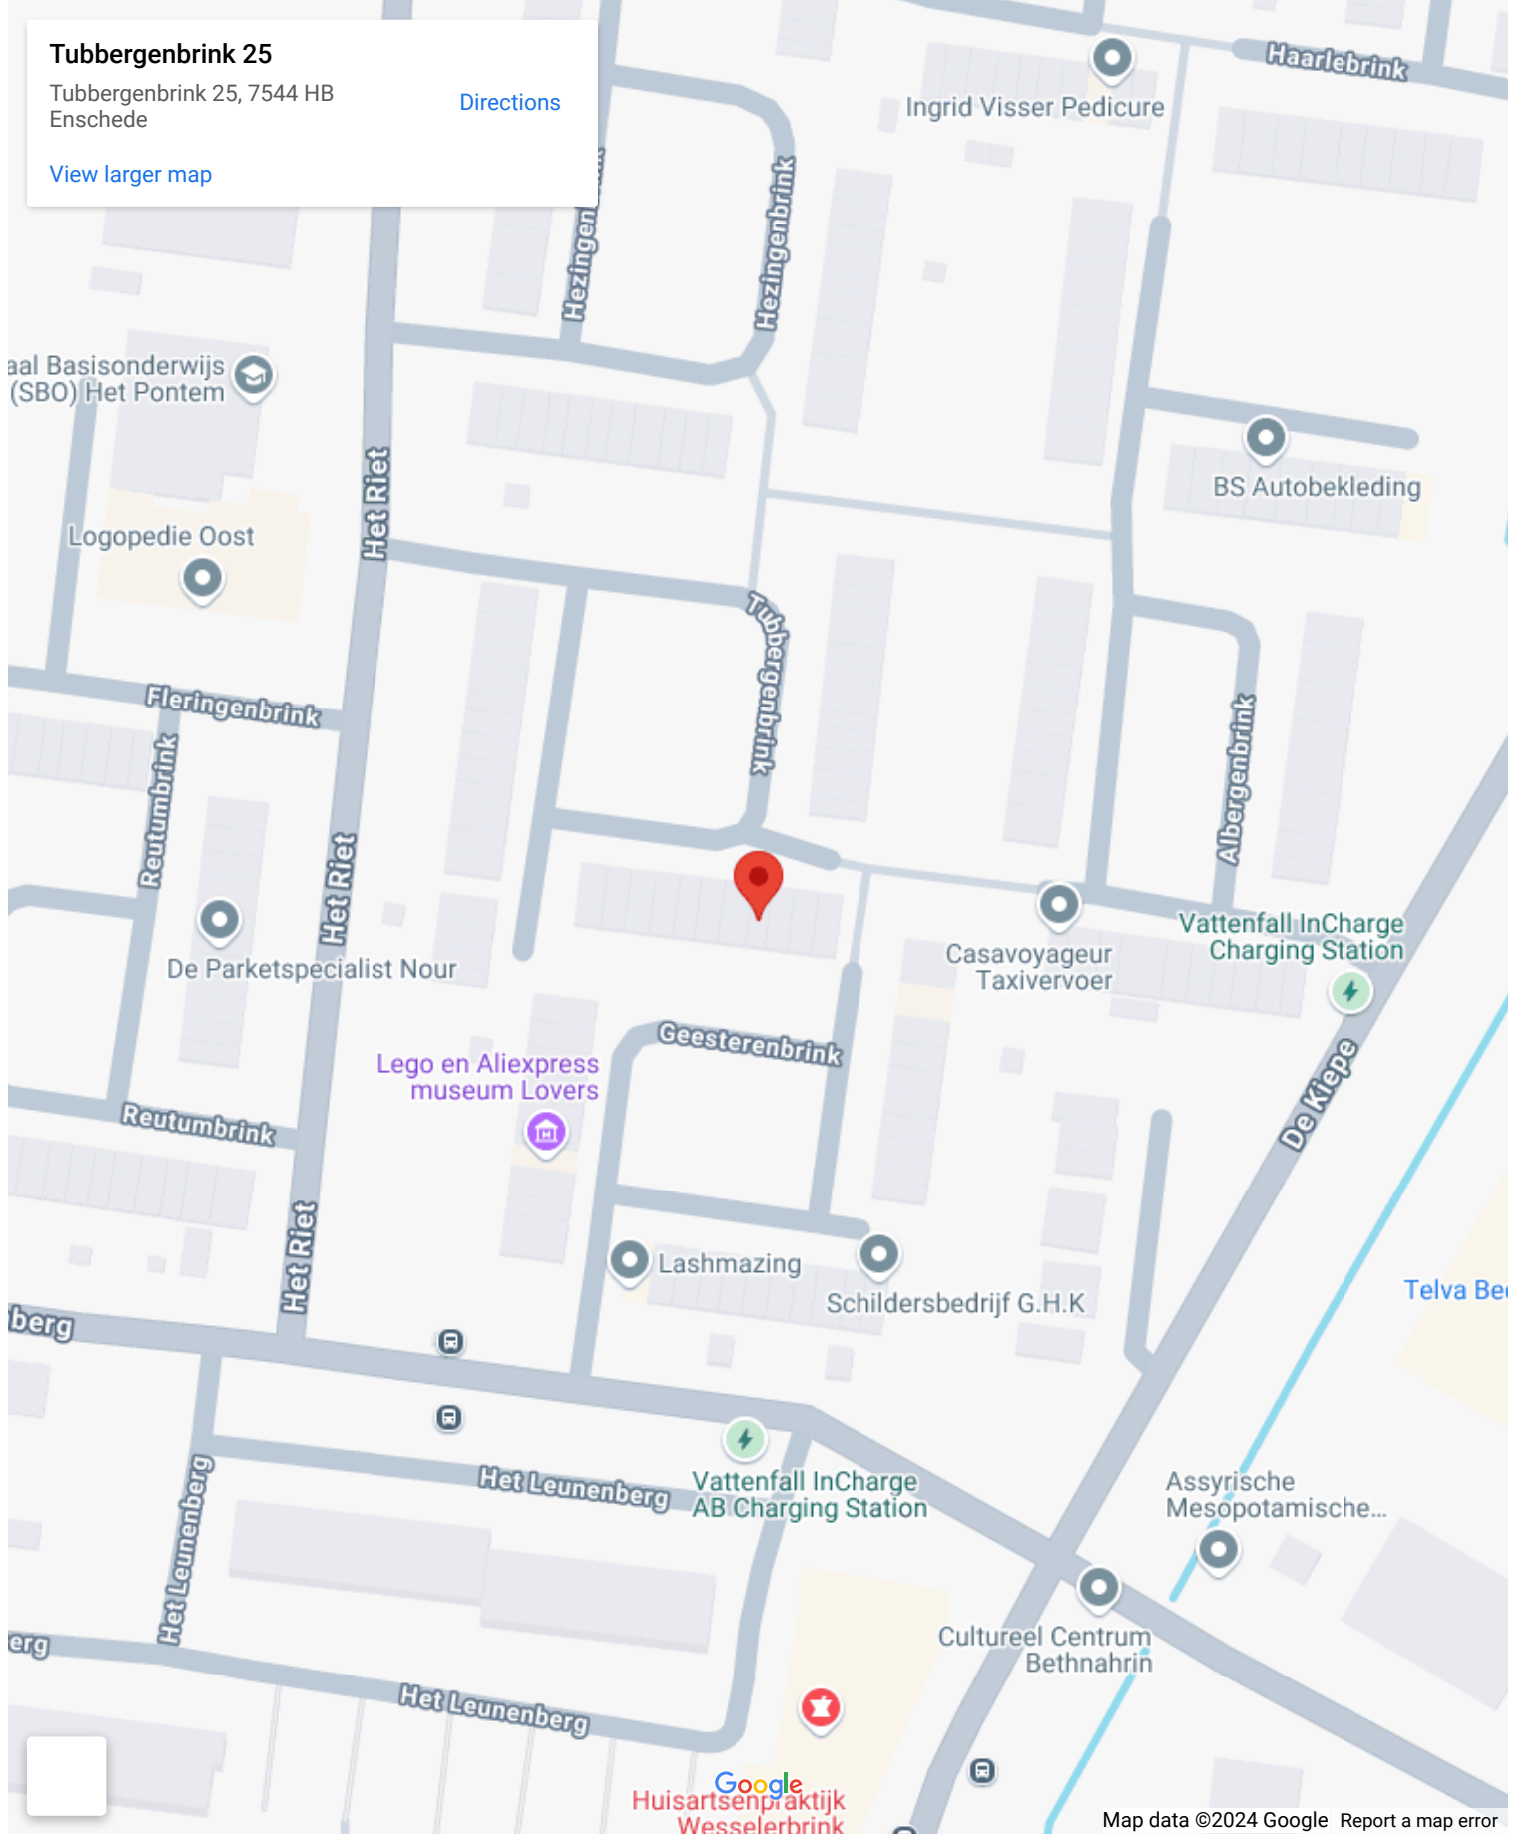 Tubbergenbrink 25
Tubbergenbrink 25, 7544 HB
Enschede
Directions
View larger map
Haarlebrink
Ingrid Visser Pedicure
Hezingenbrink
aal Basisonderwijs
(SBO) Het Pontem
Het Riet
BS Autobekleding
Logopedie Oost
Tubbergenbrink
Fleringenbrink
Reutumbrink
Albergenbrink
Het Riet
De Parketspecialist Nour
Casavoyageur
Taxivervoer
Vattenfall InCharge
Charging Station
Geesterenbrink
Lego en Aliexpress
museum Lovers
De Kiepe
Reutumbrink
Het Riet
Lashmazing
Schildersbedrijf G.H.K
Telva Be
berg
Het Leunenberg
Het Leunenberg
Vattenfall InCharge
AB Charging Station
Assyrische
Mesopotamische...
Cultureel Centrum
Bethnahrin
erg
Het Leunenberg
Google
Huisartsenpraktijk
Wesselerbrink
Map data ©2024 Google
Report a map error